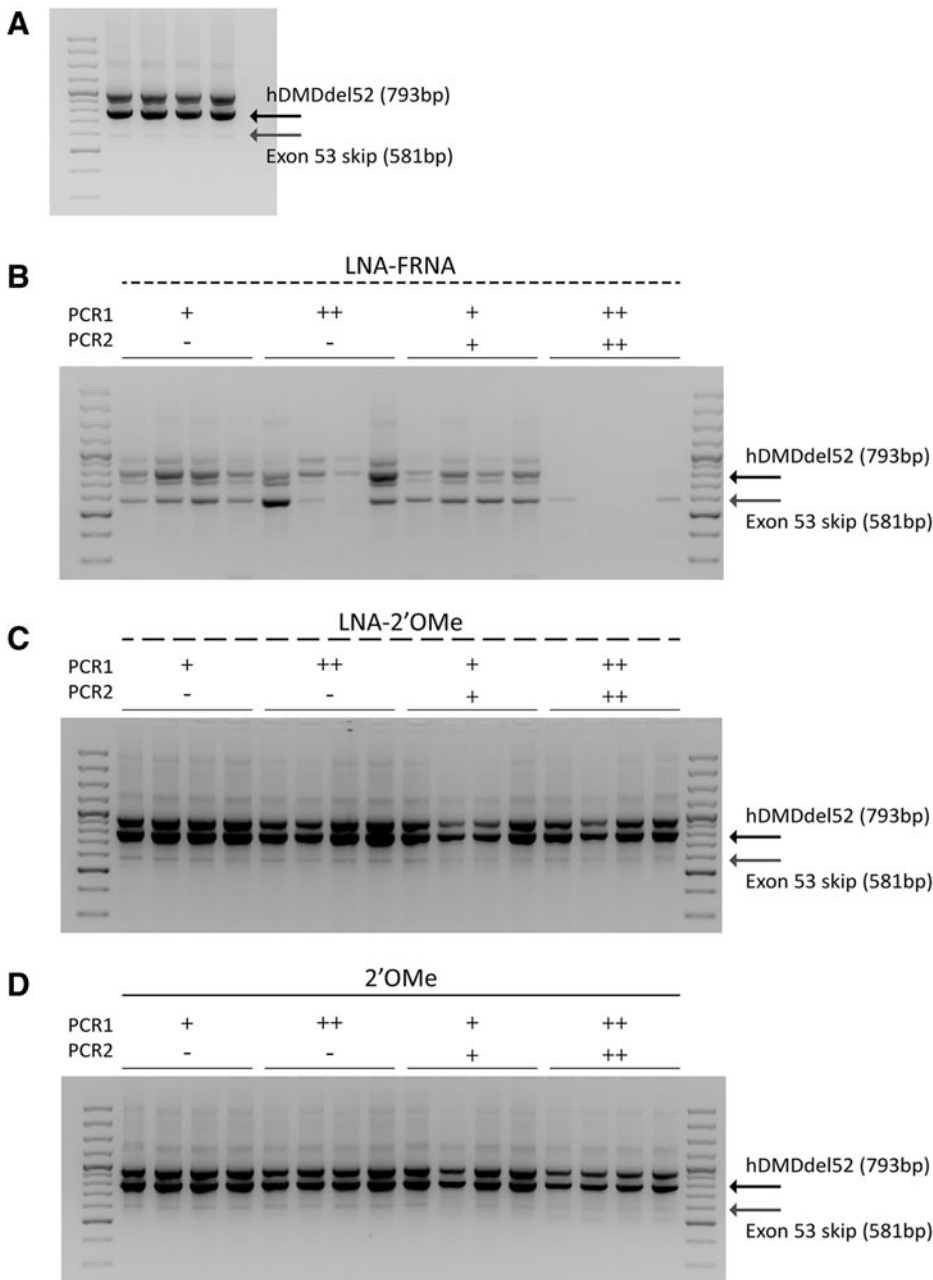 A
hDMDdel52 (793bp)
Exon 53 skip (581bp)
B
LNA-FRNA
PCR1 + ++ + ++
PCR2 - - + ++
hDMDdel52 (793bp)
Exon 53 skip (581bp)
C
LNA-2’OMe
PCR1 + ++ + ++
PCR2 - - + ++
hDMDdel52 (793bp)
Exon 53 skip (581bp)
D
2’OMe
PCR1 + ++ + ++
PCR2 - - + ++
hDMDdel52 (793bp)
Exon 53 skip (581bp)